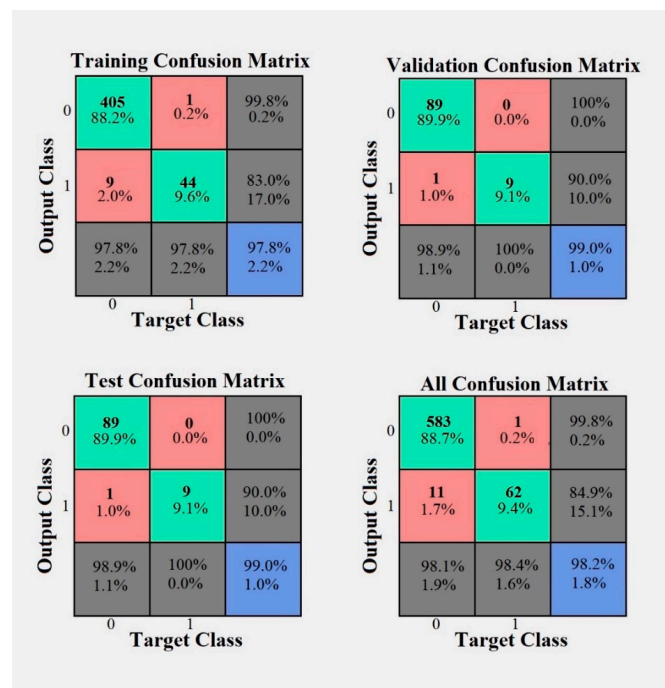 Training Confusion Matrix
405 1 99.8%
88.2% 0.2% 0.2%
0
9 44 83.0%
2.0% 9.6% 17.0%
1
97.8% 97.8% 97.8%
2.2% 2.2% 2.2%
0 1
Target Class
Output Class
Validation Confusion Matrix
89 0 100%
89.9% 0.0% 0.0%
0
1 9 90.0%
1.0% 9.1% 10.0%
1
98.9% 100% 99.0%
1.1% 0.0% 1.0%
0 1
Target Class
Output Class
Test Confusion Matrix
89 0 100%
89.9% 0.0% 0.0%
0
1 9 90.0%
1.0% 9.1% 10.0%
1
98.9% 100% 99.0%
1.1% 0.0% 1.0%
0 1
Target Class
Output Class
All Confusion Matrix
583 1 99.8%
88.7% 0.2% 0.2%
0
11 62 84.9%
1.7% 9.4% 15.1%
1
98.1% 98.4% 98.2%
1.9% 1.6% 1.8%
0 1
Target Class
Output Class